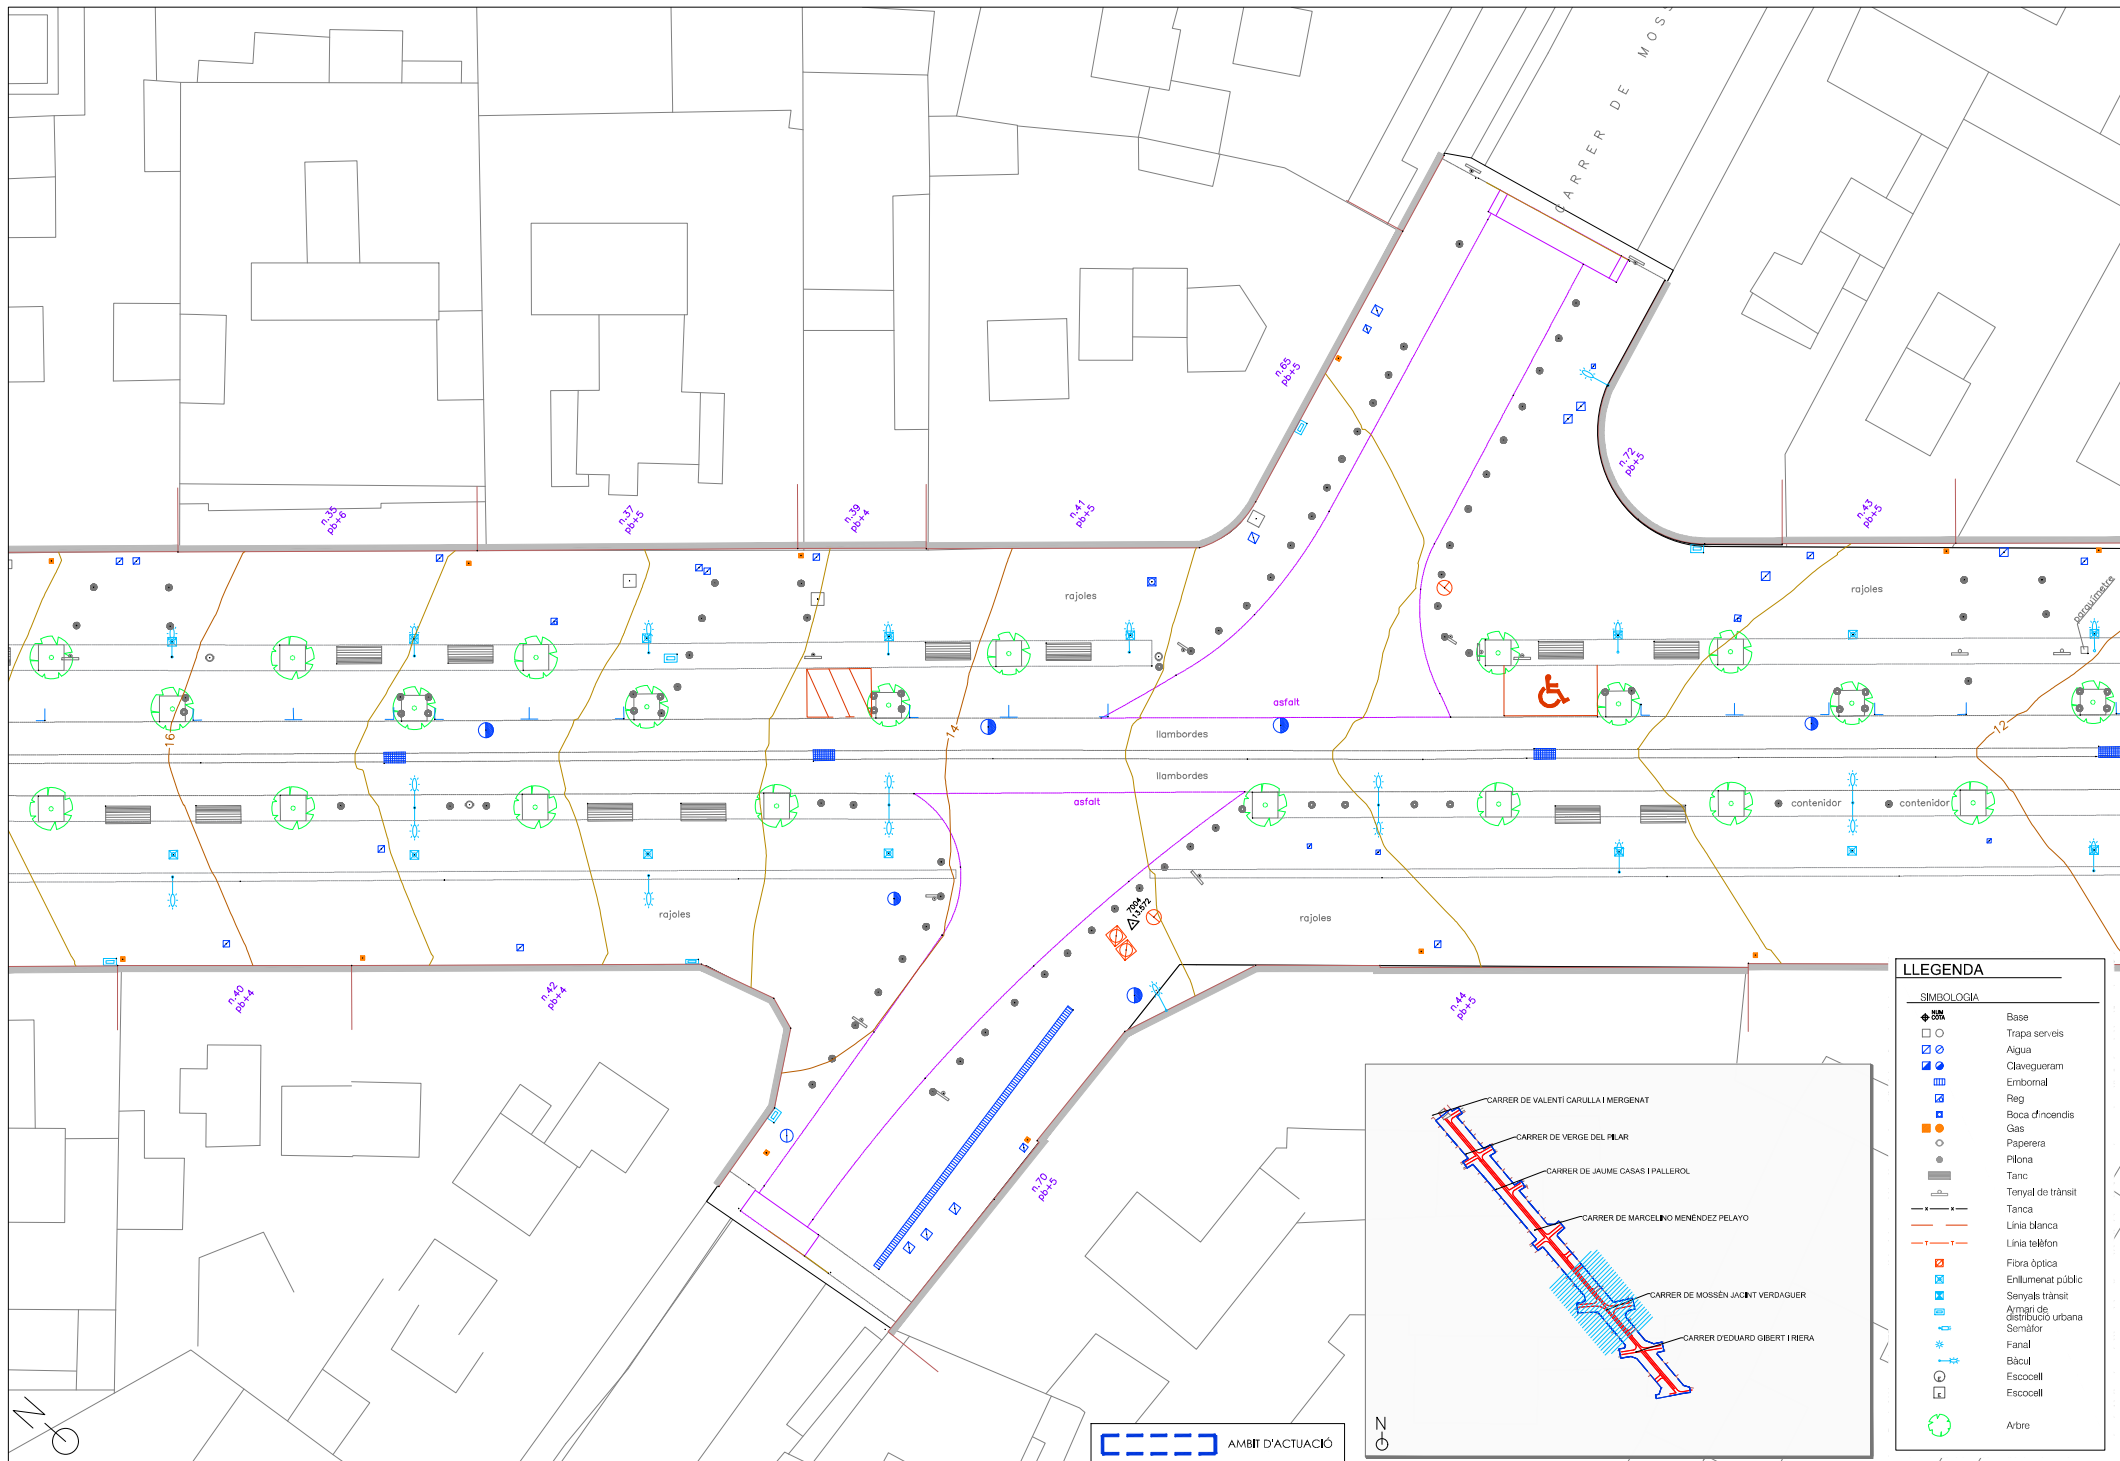 CARRER DE MOS
n.65
pb+5
n.72
pb+5
n.35
pb+6
n.37
pb+5
n.39
pb+4
n.41
pb+5
n.43
pb+5
rajoles
rajoles
parquímetre
16
14
12
asfalt
llambordes
llambordes
asfalt
contenidor
contenidor
7004
13.572
rajoles
rajoles
n.40
pb+4
n.42
pb+4
n.44
pb+5
n.70
pb+5
LLEGENDA
SIMBOLOGIA
NUM
COTA
Base
Trapa serveis
Aigua
Clavegueram
Embornal
Reg
Boca d'incendis
Gas
Paperera
Pilona
Tanc
Tenyal de trànsit
Tanca
Línia blanca
T T Línia telèfon
Fibra òptica
Enllumenat públic
Senyals trànsit
Armari de
distribució urbana
Semàfor
Fanal
Bàcul
E Escocell
E Escocell
Arbre
CARRER DE VALENTÍ CARULLA I MERGENAT
CARRER DE VERGE DEL PILAR
CARRER DE JAUME CASAS I PALLEROL
CARRER DE MARCELINO MENÉNDEZ PELAYO
CARRER DE MOSSÈN JACINT VERDAGUER
CARRER D'EDUARD GIBERT I RIERA
N
N
AMBIT D'ACTUACIÓ